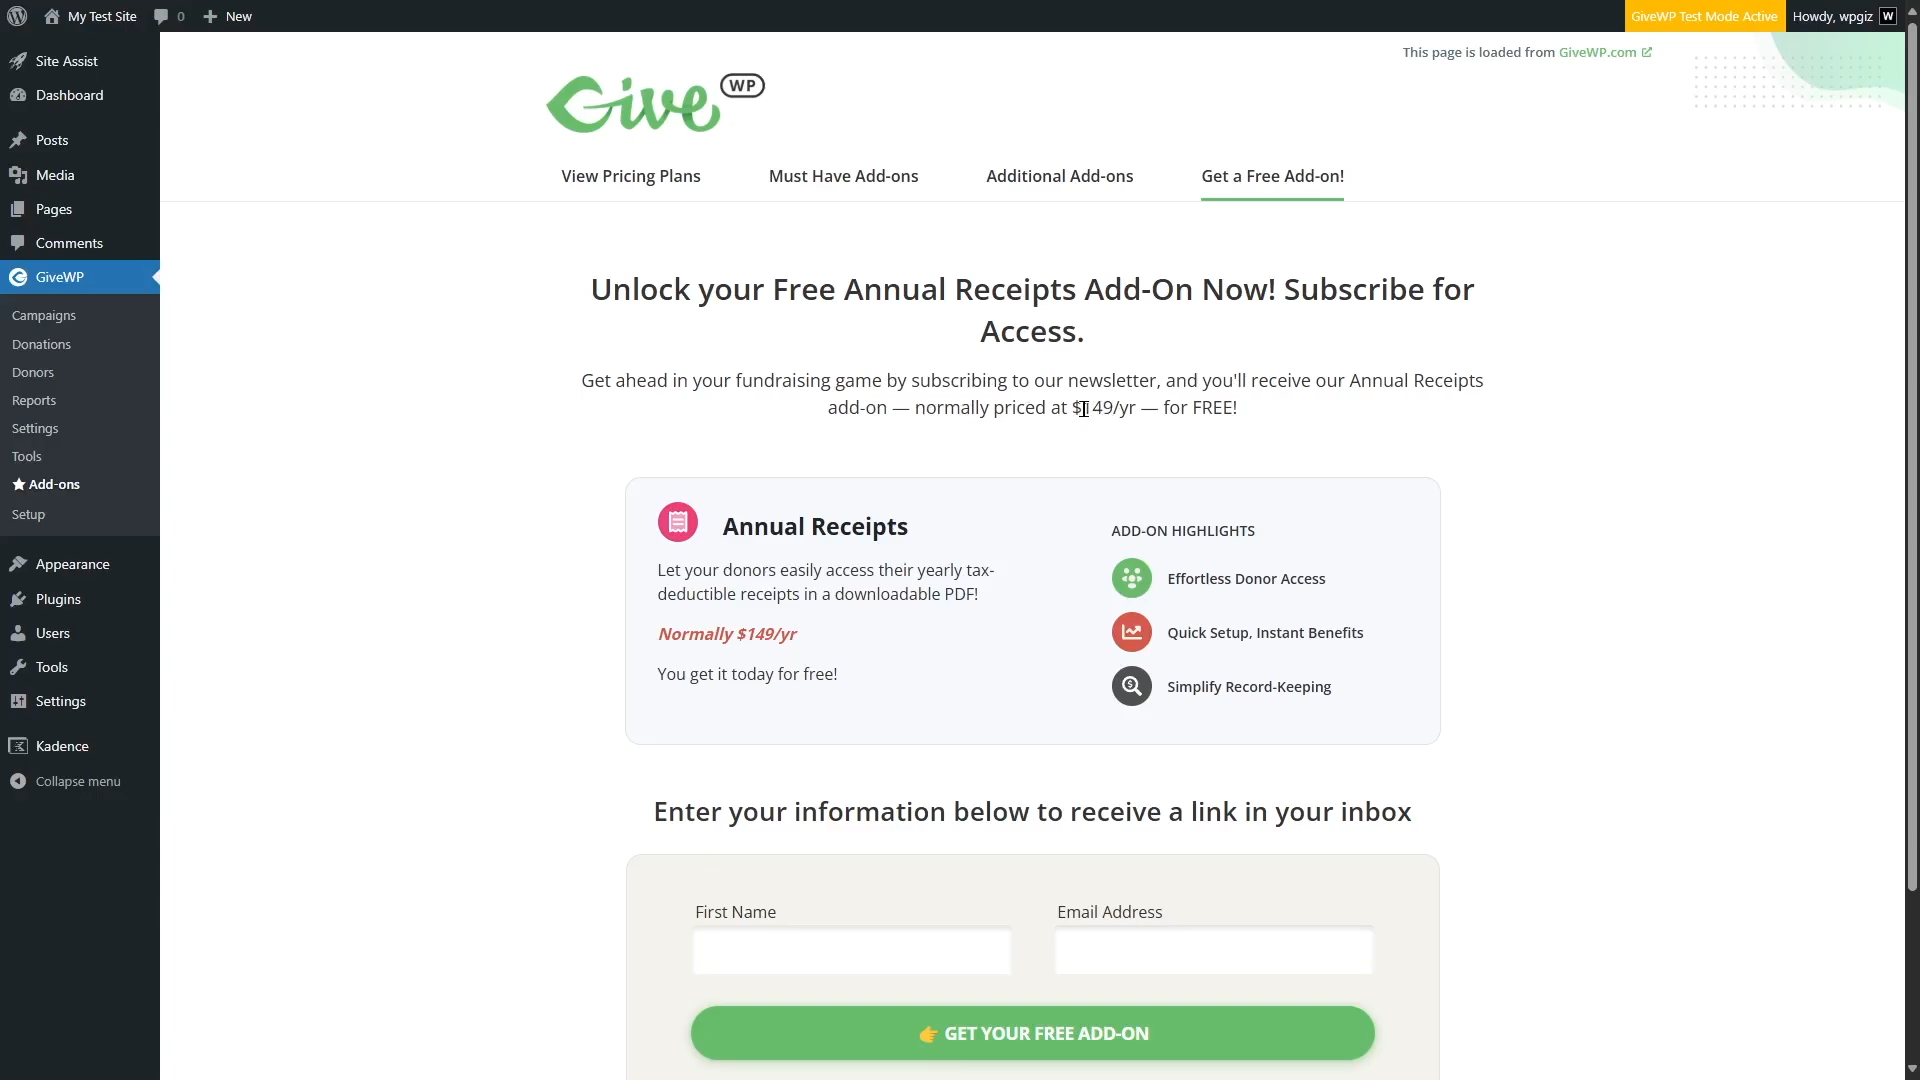 My Test Site
0
New
GiveWP Test Mode Active
Howdy, wpgiz
W
Site Assist
Dashboard
Posts
Media
Pages
Comments
GiveWP
Campaigns
Donations
Donors
Reports
Settings
Tools
Add-ons
Setup
Appearance
Plugins
Users
Tools
Settings
Kadence
Collapse menu
This page is loaded from GiveWP.com
Give WP
View Pricing Plans
Must Have Add-ons
Additional Add-ons
Get a Free Add-on!
Unlock your Free Annual Receipts Add-On Now! Subscribe for
Access.
Get ahead in your fundraising game by subscribing to our newsletter, and you'll receive our Annual Receipts
add-on — normally priced at $149/yr — for FREE!
Annual Receipts
Let your donors easily access their yearly tax-
deductible receipts in a downloadable PDF!
Normally $149/yr
You get it today for free!
ADD-ON HIGHLIGHTS
Effortless Donor Access
Quick Setup, Instant Benefits
Simplify Record-Keeping
Enter your information below to receive a link in your inbox
First Name
Email Address
👉 GET YOUR FREE ADD-ON